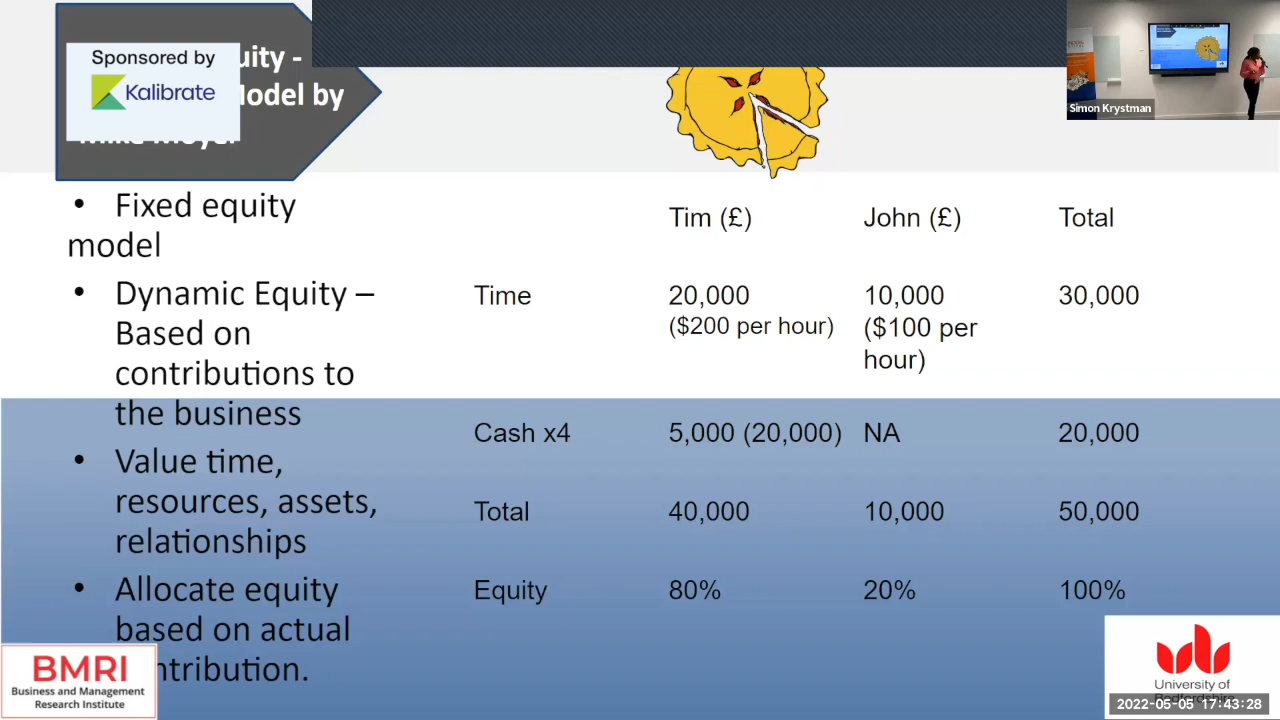 Sponsored by
Kalibrate
uity -
Model by
Simon Krystman
• Fixed equity
model
• Dynamic Equity –
Based on
contributions to
the business
• Value time,
resources, assets,
relationships
• Allocate equity
based on actual
ntribution.
Tim (£) John (£) Total
Time 20,000 10,000 30,000
($200 per hour) ($100 per
hour)
Cash x4 5,000 (20,000) NA 20,000
Total 40,000 10,000 50,000
Equity 80% 20% 100%
BMRI
Business and Management
Research Institute
University of
Bedfordshire
2022-05-05 17:43:28